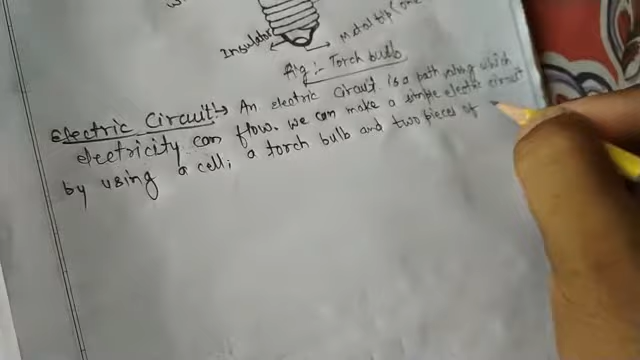 Insulator
Metal tip (one
Fig :- Torch bulb
Electric Circuit :→ An electric circuit is a path along which
electricity can flow. We can make a simple electric circuit
by using a cell, a torch bulb and two pieces of